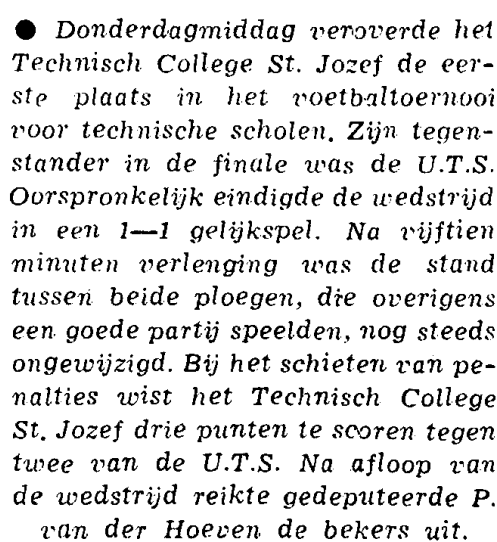 ● Donderdagmiddag veroverde het
Technisch College St. Jozef de eer-
ste plaats in het voetbaltoernooi
voor technische scholen. Zijn tegen-
stander in de finale was de U.T.S.
Oorspronkelijk eindigde de wedstrijd
in een 1—1 gelijkspel. Na vijftien
minuten verlenging was de stand
tussen beide ploegen, die overigens
een goede partij speelden, nog steeds
ongewijzigd. Bij het schieten van pe-
nalties wist het Technisch College
St. Jozef drie punten te scoren tegen
twee van de U.T.S. Na afloop van
de wedstrijd reikte gedeputeerde P.
van der Hoeven de bekers uit.